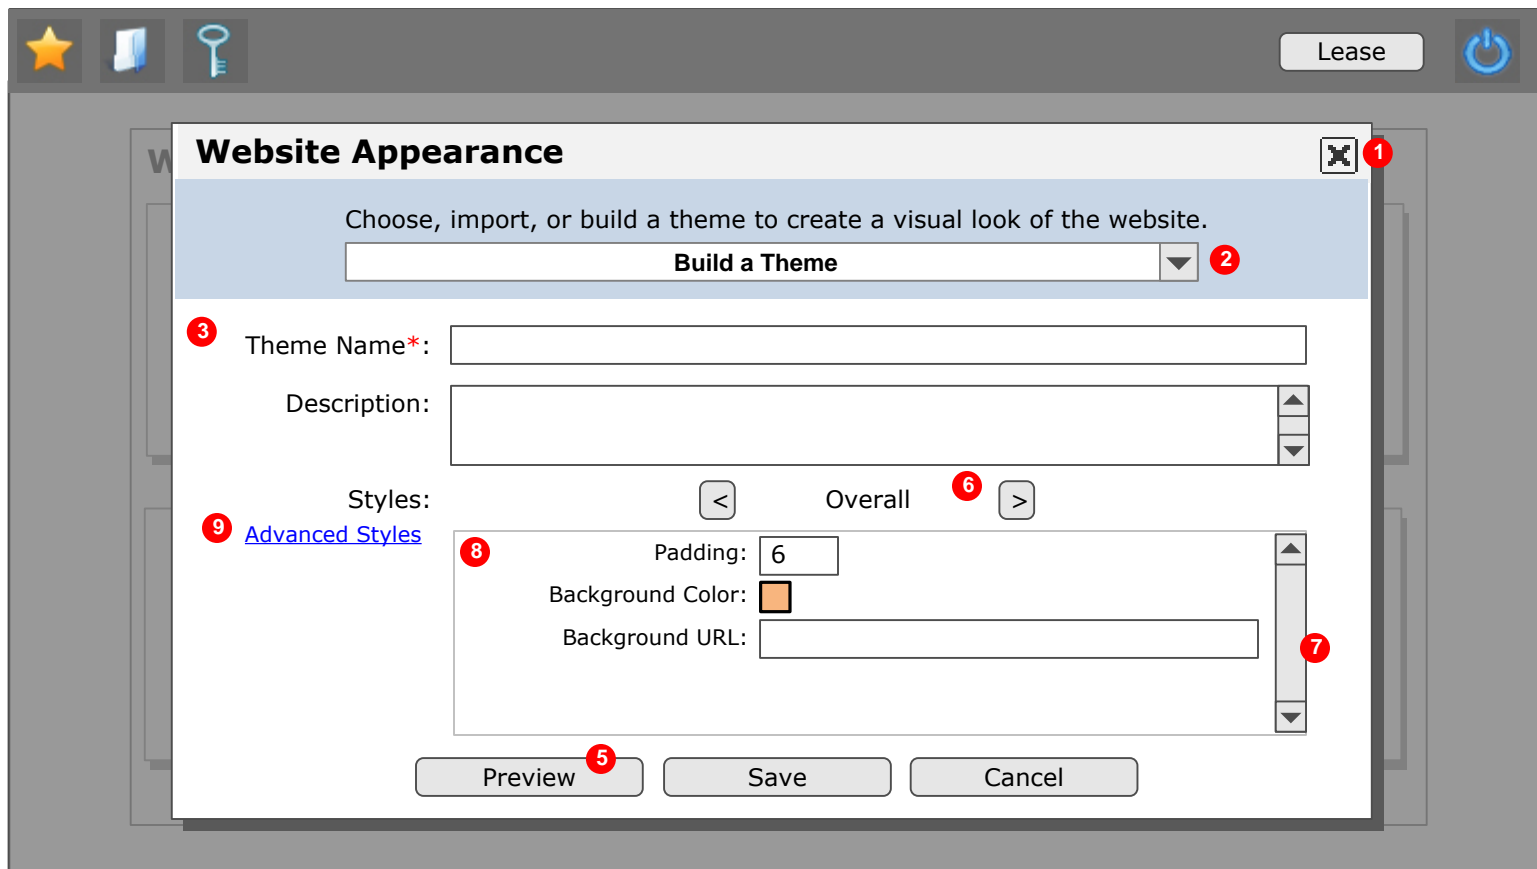 Lease
Website Appearance
1
Choose, import, or build a theme to create a visual look of the website.
Build a Theme
2
3
Theme Name*:
Description:
Styles:
<
Overall
6
>
9
Advanced Styles
8
Padding:
6
Background Color:
Background URL:
7
5
Preview
Save
Cancel